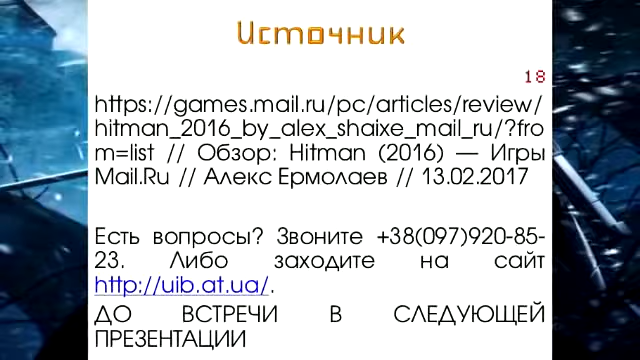 Источник
18
https://games.mail.ru/pc/articles/review/
hitman_2016_by_alex_shaixe_mail_ru/?fro
m=list // Обзор: Hitman (2016) — Игры
Mail.Ru // Алекс Ермолаев // 13.02.2017
Есть вопросы? Звоните +38(097)920-85-
23. Либо заходите на сайт
http://uib.at.ua/.
ДО ВСТРЕЧИ В СЛЕДУЮЩЕЙ
ПРЕЗЕНТАЦИИ